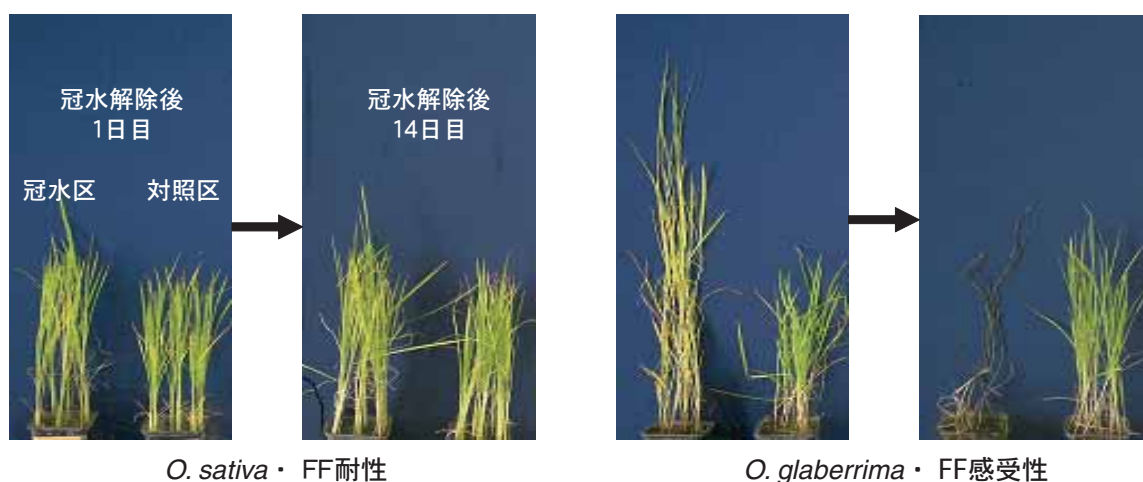 冠水解除後
1日目
冠水区
対照区
冠水解除後
14日目
O. sativa・ FF耐性
O. glaberrima・ FF感受性